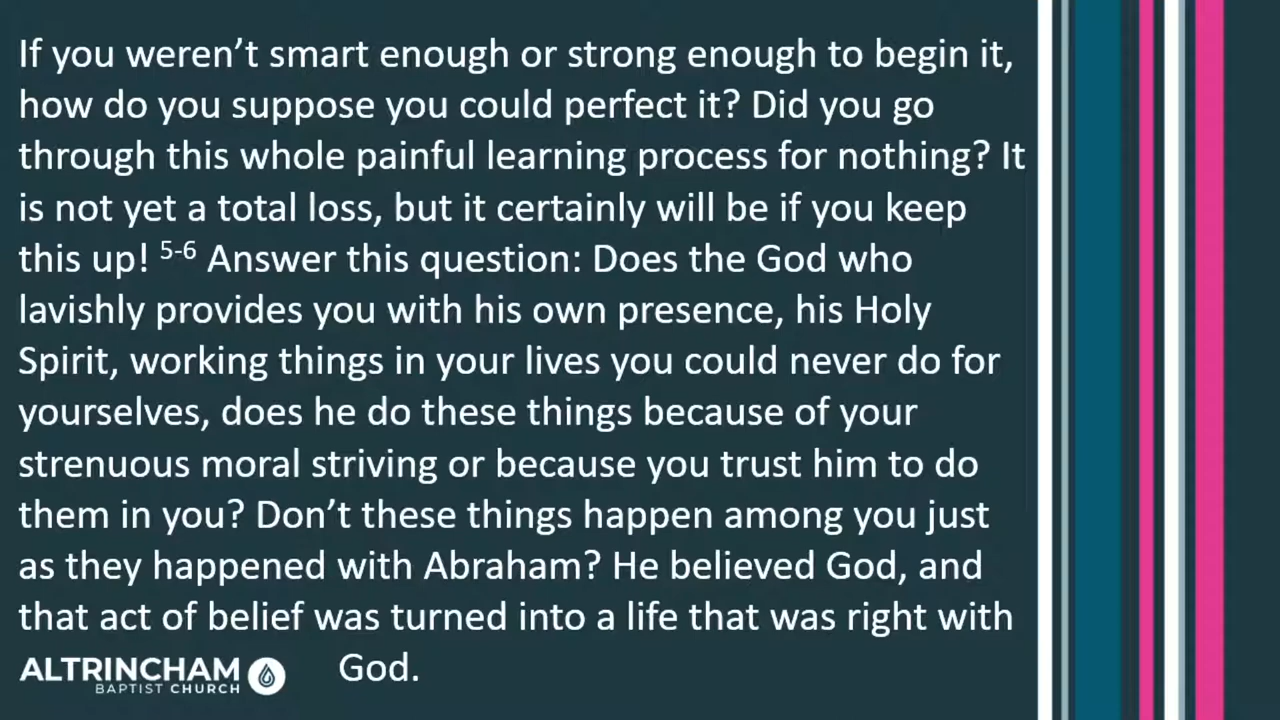 If you weren’t smart enough or strong enough to begin it,
how do you suppose you could perfect it? Did you go
through this whole painful learning process for nothing? It
is not yet a total loss, but it certainly will be if you keep
this up! 5-6 Answer this question: Does the God who
lavishly provides you with his own presence, his Holy
Spirit, working things in your lives you could never do for
yourselves, does he do these things because of your
strenuous moral striving or because you trust him to do
them in you? Don’t these things happen among you just
as they happened with Abraham? He believed God, and
that act of belief was turned into a life that was right with
God.
ALTRINCHAM
BAPTIST CHURCH